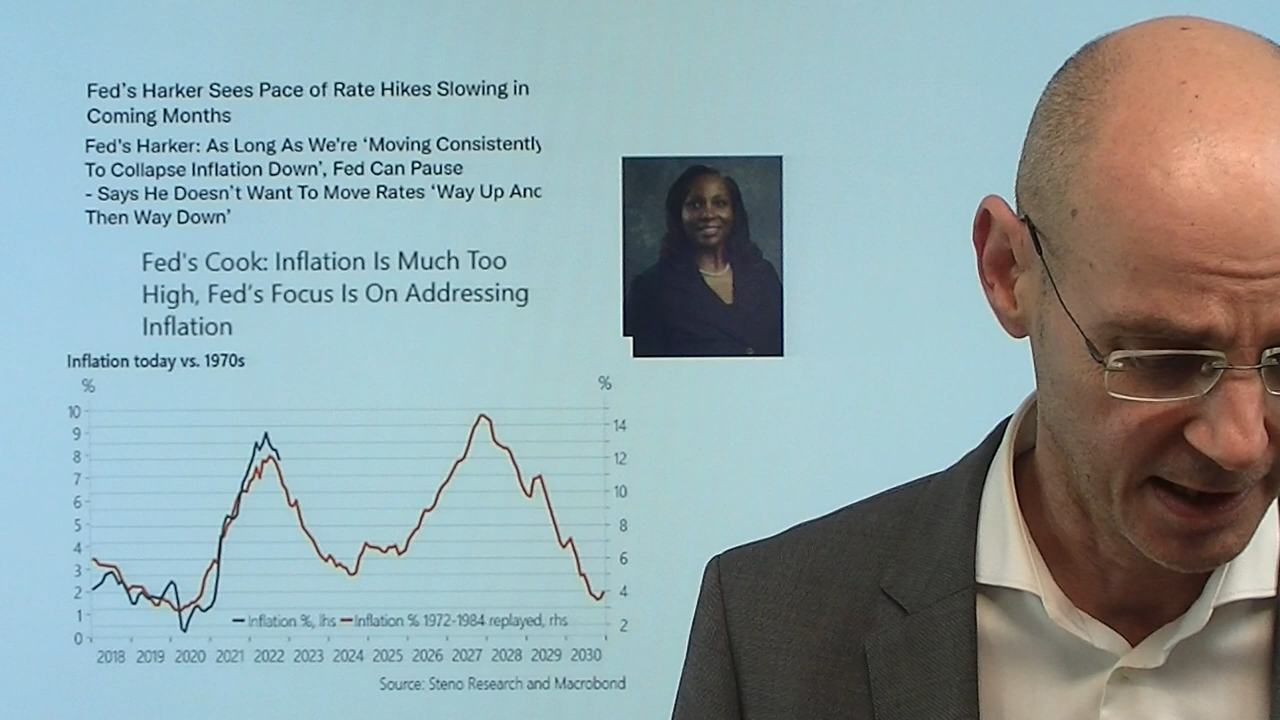 Fed's Harker Sees Pace of Rate Hikes Slowing in
Coming Months
Fed's Harker: As Long As We're ‘Moving Consistently
To Collapse Inflation Down’, Fed Can Pause
- Says He Doesn't Want To Move Rates ‘Way Up And
Then Way Down’
Fed's Cook: Inflation Is Much Too
High, Fed's Focus Is On Addressing
Inflation
Inflation today vs. 1970s
% %
10
9
8
7
6
5
4
3
2
1
0
14
12
10
8
6
4
2
Inflation %, lhs Inflation % 1972-1984 replayed, rhs
2018 2019 2020 2021 2022 2023 2024 2025 2026 2027 2028 2029 2030
Source: Steno Research and Macrobond